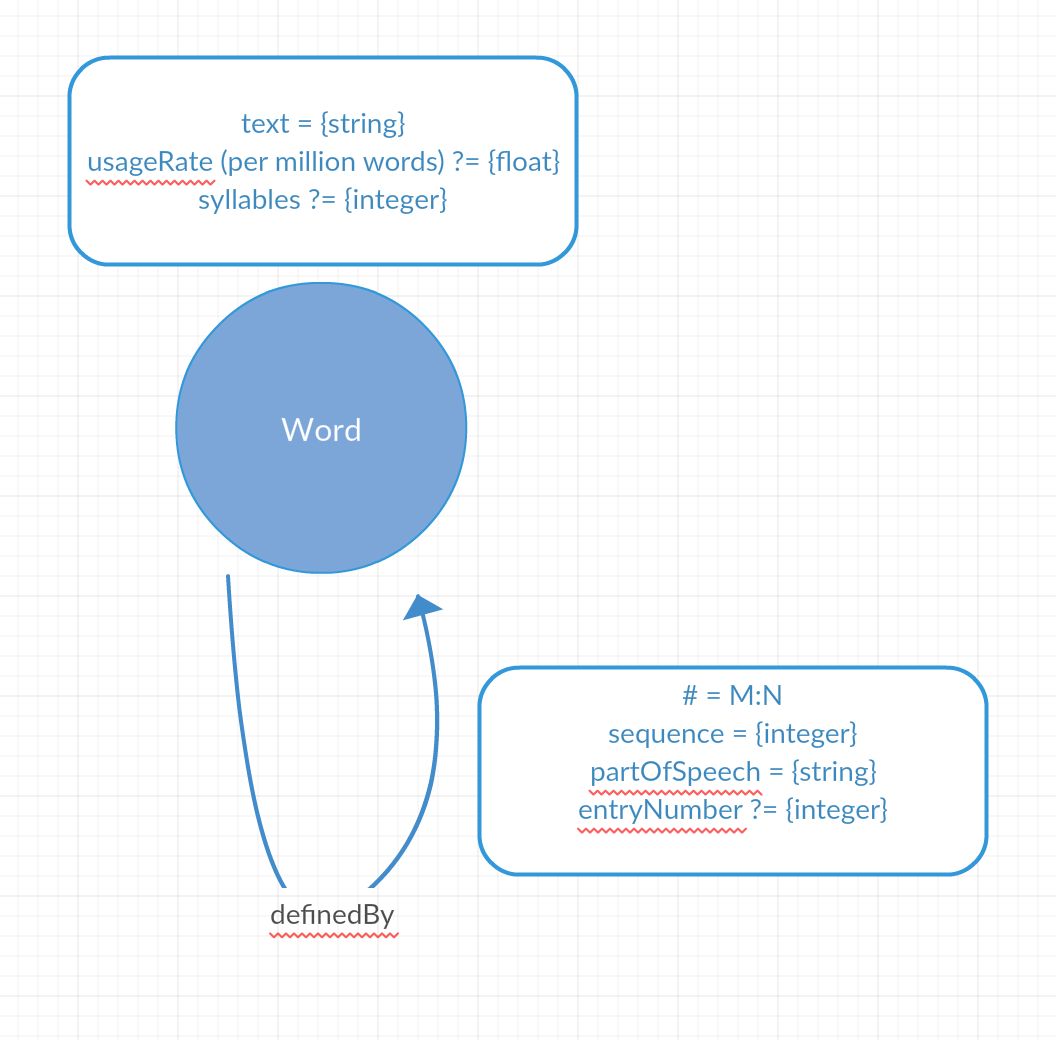 text = {string}
usageRate (per million words) ?= {float}
syllables ?= {integer}
Word
# = M:N
sequence = {integer}
partOfSpeech = {string}
entryNumber ?= {integer}
definedBy